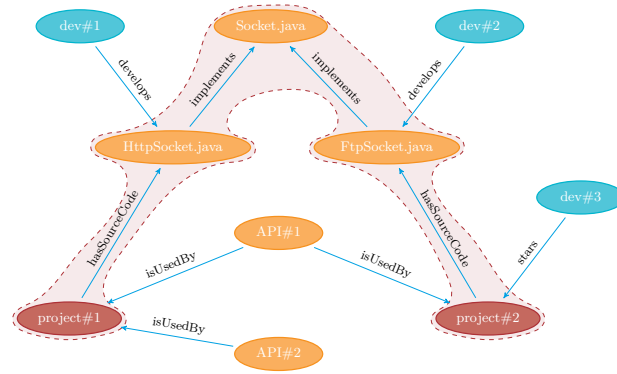 dev#1
Socket.java
dev#2
develops
implements
implements
develops
HttpSocket.java
FtpSocket.java
hasSourceCode
hasSourceCode
dev#3
API#1
stars
isUsedBy
isUsedBy
project#1
project#2
isUsedBy
API#2